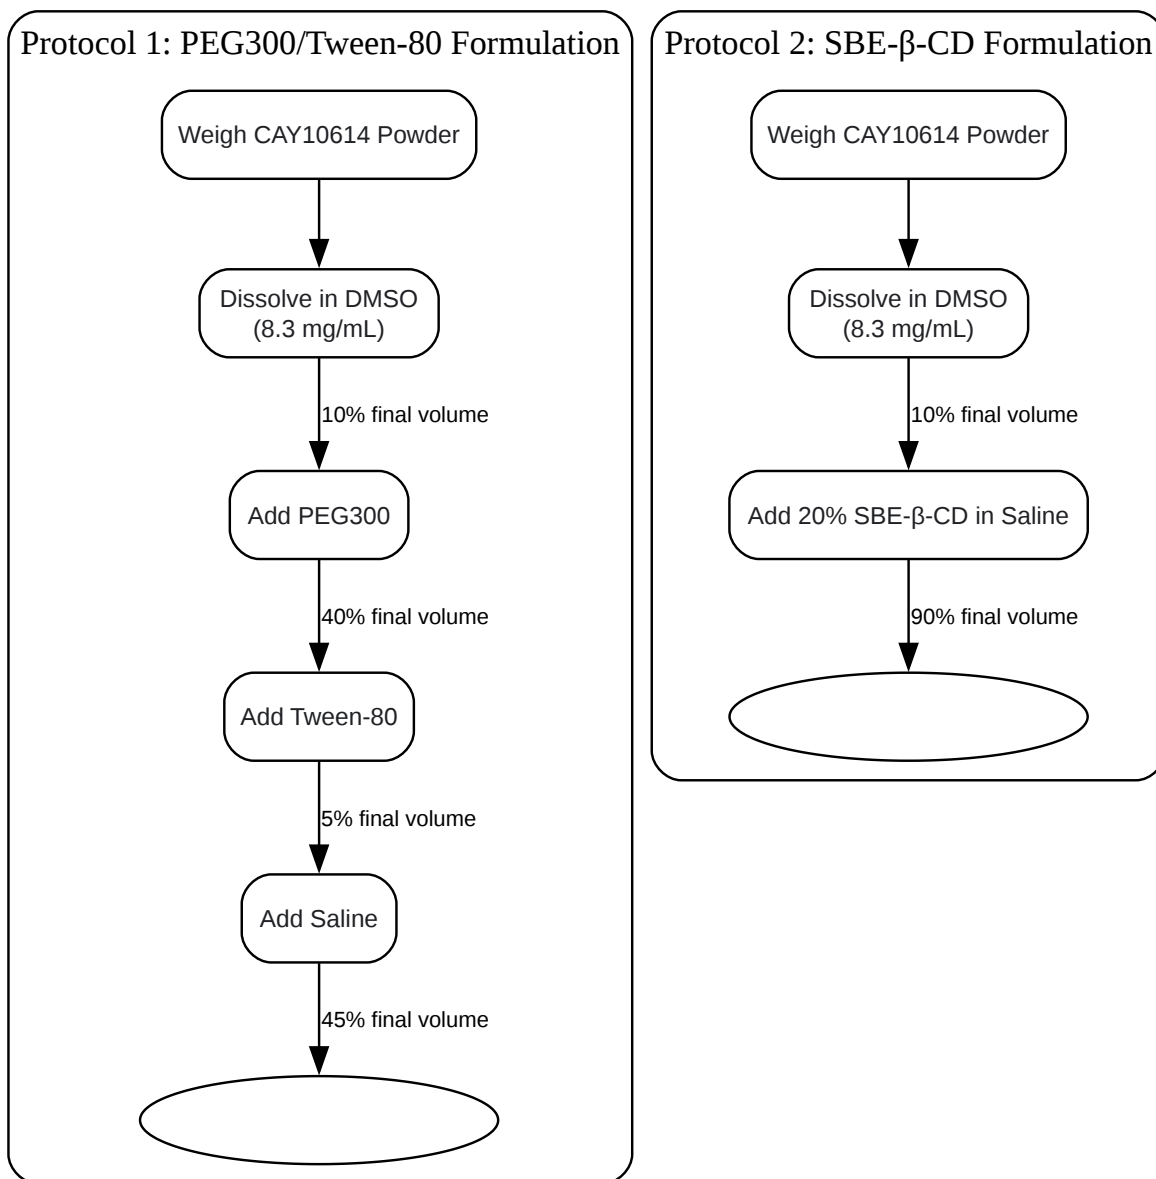 Protocol 1: PEG300/Tween-80 Formulation
Weigh CAY10614 Powder
Dissolve in DMSO
(8.3 mg/mL)
10% final volume
Add PEG300
40% final volume
Add Tween-80
5% final volume
Add Saline
45% final volume
Protocol 2: SBE-β-CD Formulation
Weigh CAY10614 Powder
Dissolve in DMSO
(8.3 mg/mL)
10% final volume
Add 20% SBE-β-CD in Saline
90% final volume